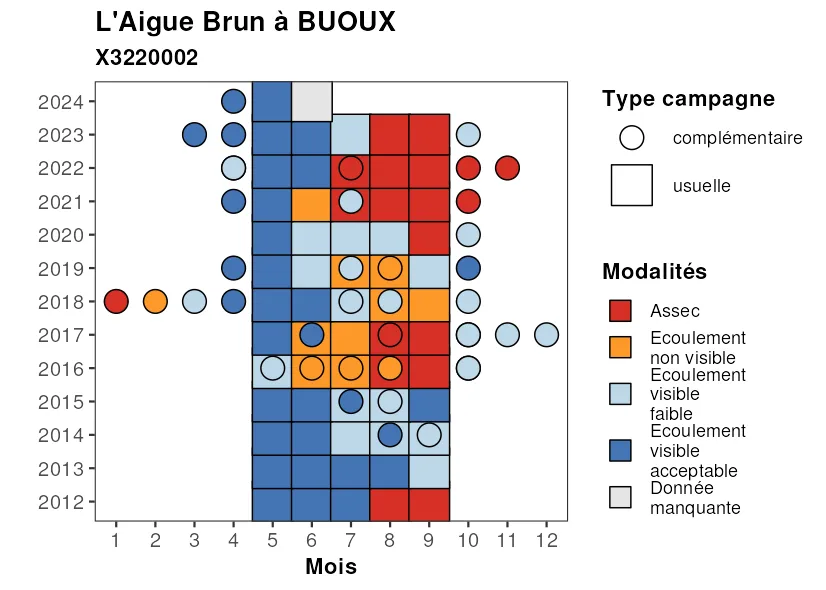 L'Aigue Brun à BUOUX
X3220002
2024
2023
2022
2021
2020
2019
2018
2017
2016
2015
2014
2013
2012
1 2 3 4 5 6 7 8 9 10 11 12
Mois
Type campagne
complémentaire
usuelle
Modalités
Assec
Ecoulement
non visible
Ecoulement
visible
faible
Ecoulement
visible
acceptable
Donnée
manquante